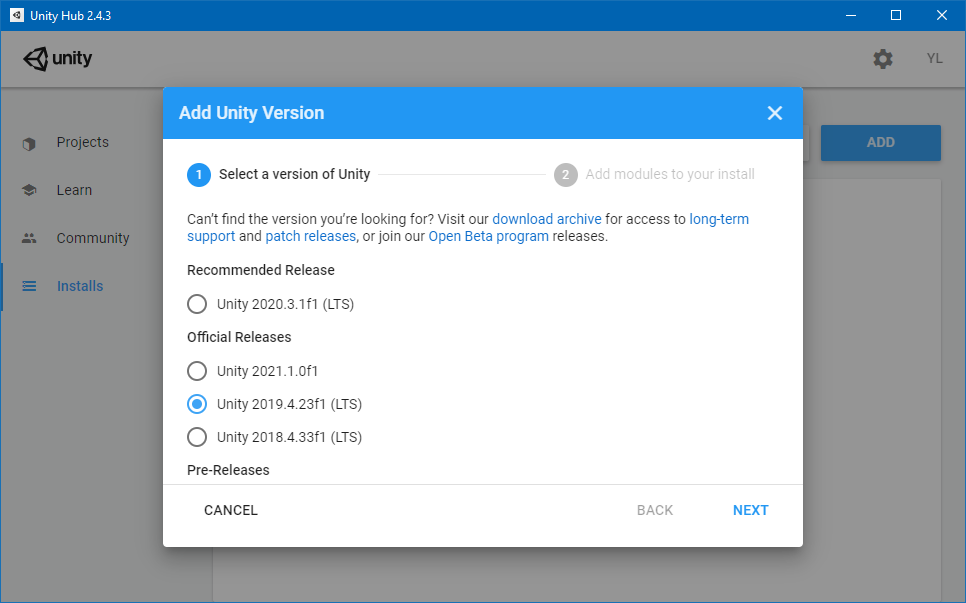 Unity Hub 2.4.3
unity
YL
Add Unity Version
Projects
Learn
Community
Installs
ADD
1 Select a version of Unity
2 Add modules to your install
Can’t find the version you’re looking for? Visit our download archive for access to long-term
support and patch releases, or join our Open Beta program releases.
Recommended Release
Unity 2020.3.1f1 (LTS)
Official Releases
Unity 2021.1.0f1
Unity 2019.4.23f1 (LTS)
Unity 2018.4.33f1 (LTS)
Pre-Releases
CANCEL
BACK
NEXT